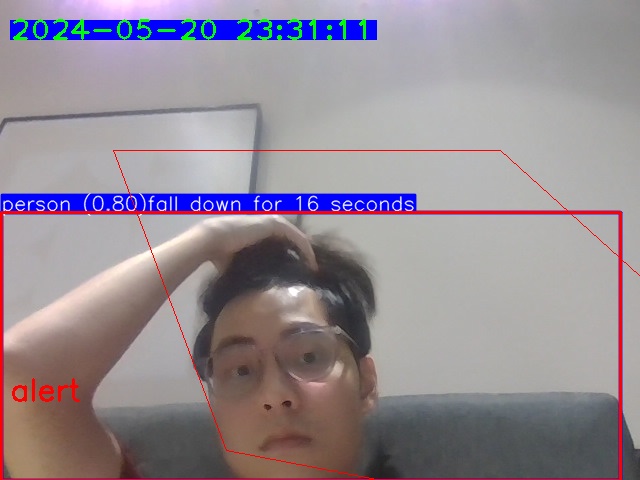 2024-05-20 23:31:11
person (0.80)fall down for 16 seconds
alert